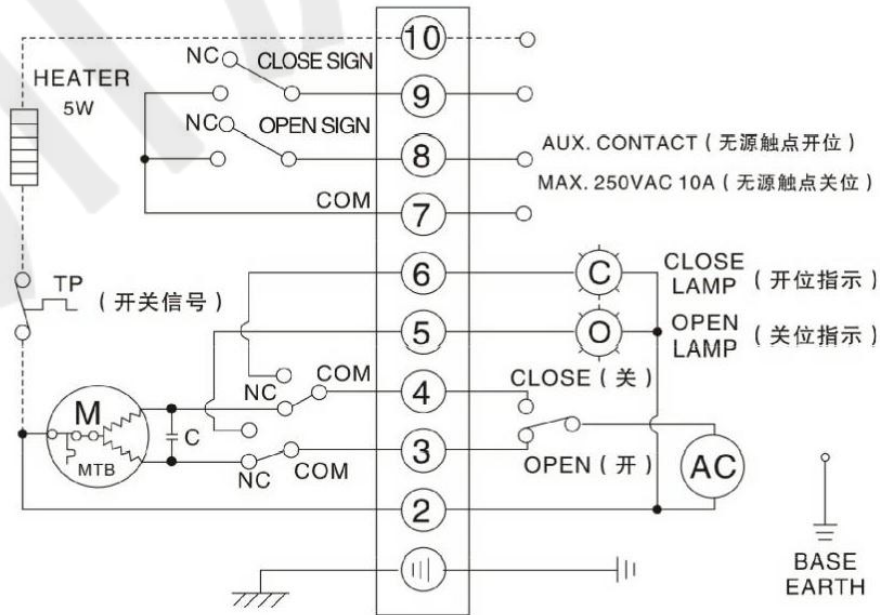 10
NC CLOSE SIGN
HEATER
5W
9
NC OPEN SIGN
8
AUX. CONTACT (无源触点开位)
MAX. 250VAC 10A (无源触点关位)
COM
7
6
C
CLOSE
LAMP (开位指示)
TP (开关信号)
5
O
OPEN
LAMP (关位指示)
COM
4
CLOSE (关)
NC
M
C
MTB
3
NC COM
OPEN (开)
AC
2
BASE
EARTH